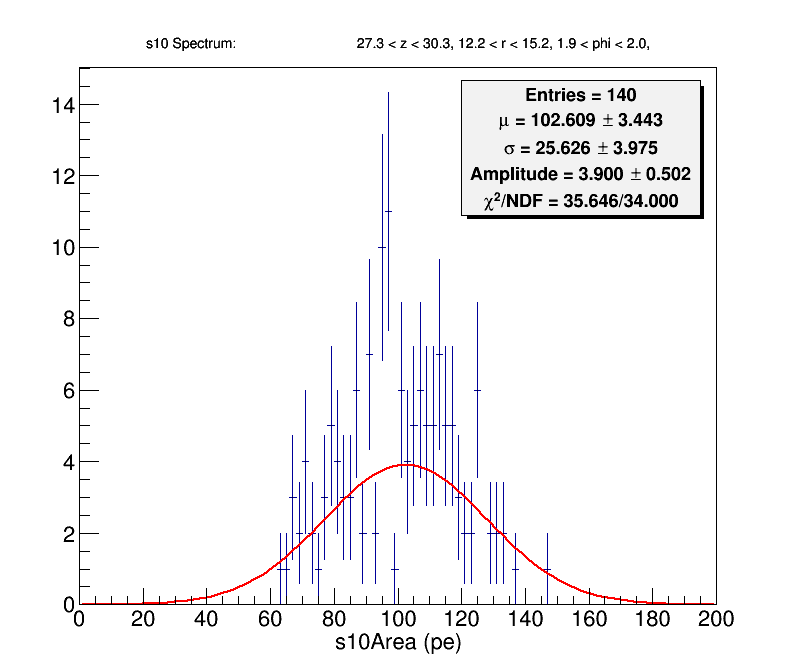 s10 Spectrum: 27.3 < z < 30.3, 12.2 < r < 15.2, 1.9 < phi < 2.0,
Entries = 140
μ = 102.609 ± 3.443
σ = 25.626 ± 3.975
Amplitude = 3.900 ± 0.502
χ²/NDF = 35.646/34.000
14
12
10
8
6
4
2
0
0 20 40 60 80 100 120 140 160 180 200
s10Area (pe)